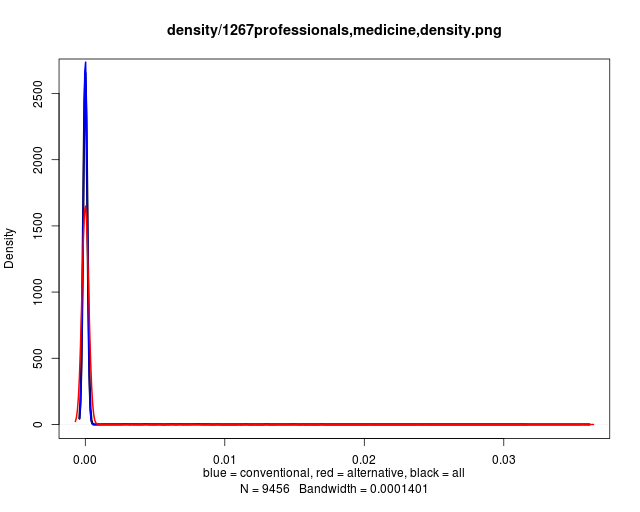 density/1267professionals,medicine,density.png
Density
2500
2000
1500
1000
500
0
0.00 0.01 0.02 0.03
blue = conventional, red = alternative, black = all
N = 9456 Bandwidth = 0.0001401